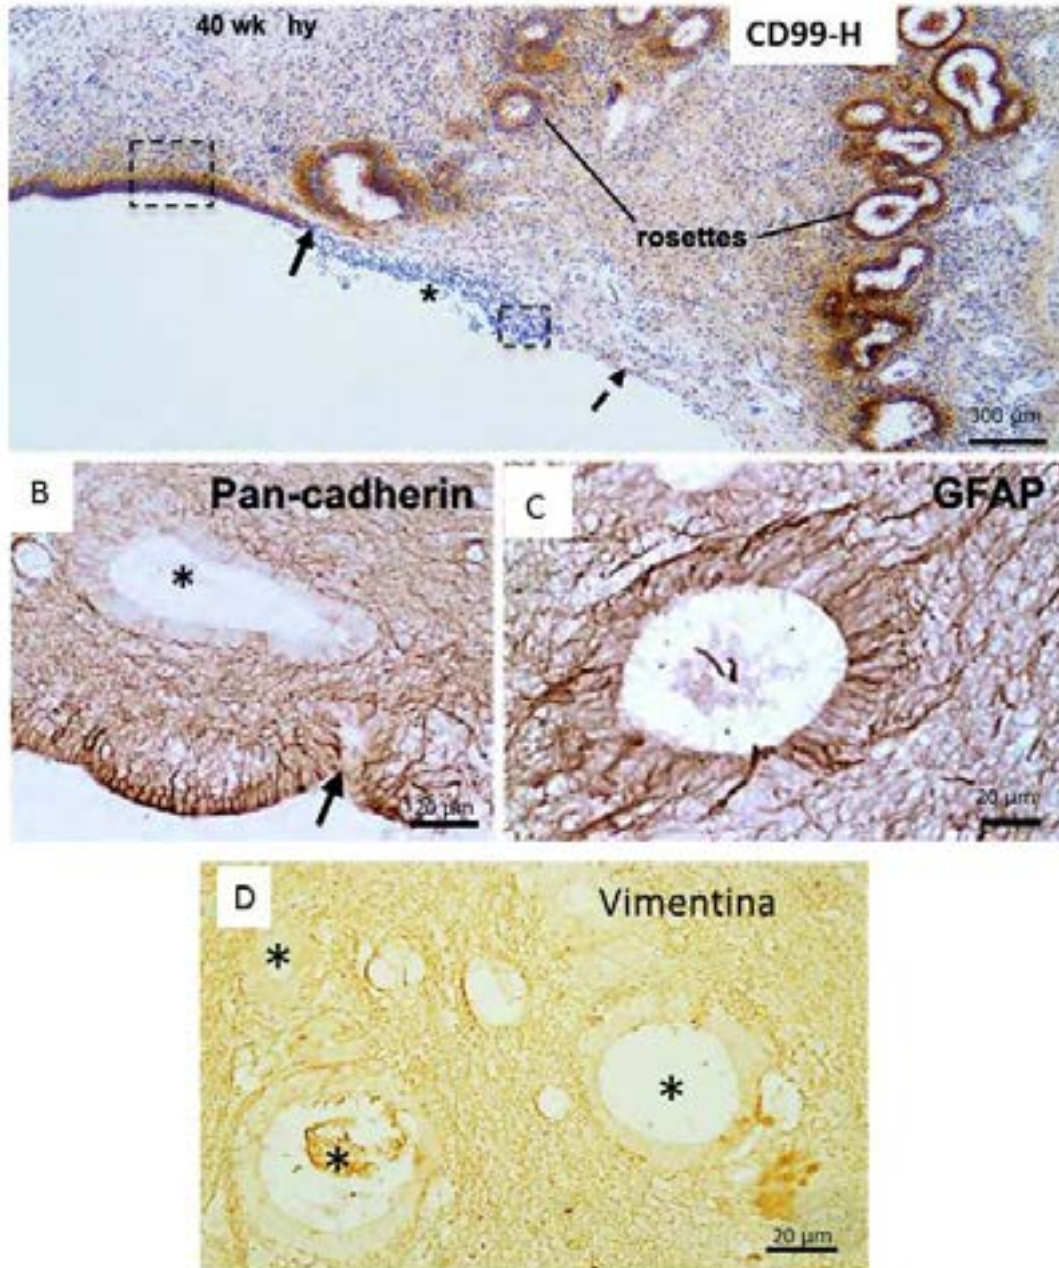 40 wk hy
CD99-H
*
rosettes
300 µm
B
Pan-cadherin
*
20 µm
C
GFAP
20 µm
D
Vimentina
*
*
*
20 µm